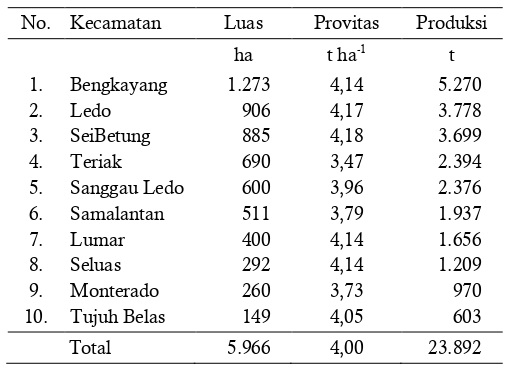 No. Kecamatan Luas Provitas Produksi
ha t ha-1 t
1. Bengkayang 1.273 4,14 5.270
2. Ledo 906 4,17 3.778
3. SeiBetung 885 4,18 3.699
4. Teriak 690 3,47 2.394
5. Sanggau Ledo 600 3,96 2.376
6. Samalantan 511 3,79 1.937
7. Lumar 400 4,14 1.656
8. Seluas 292 4,14 1.209
9. Monterado 260 3,73 970
10. Tujuh Belas 149 4,05 603
Total 5.966 4,00 23.892